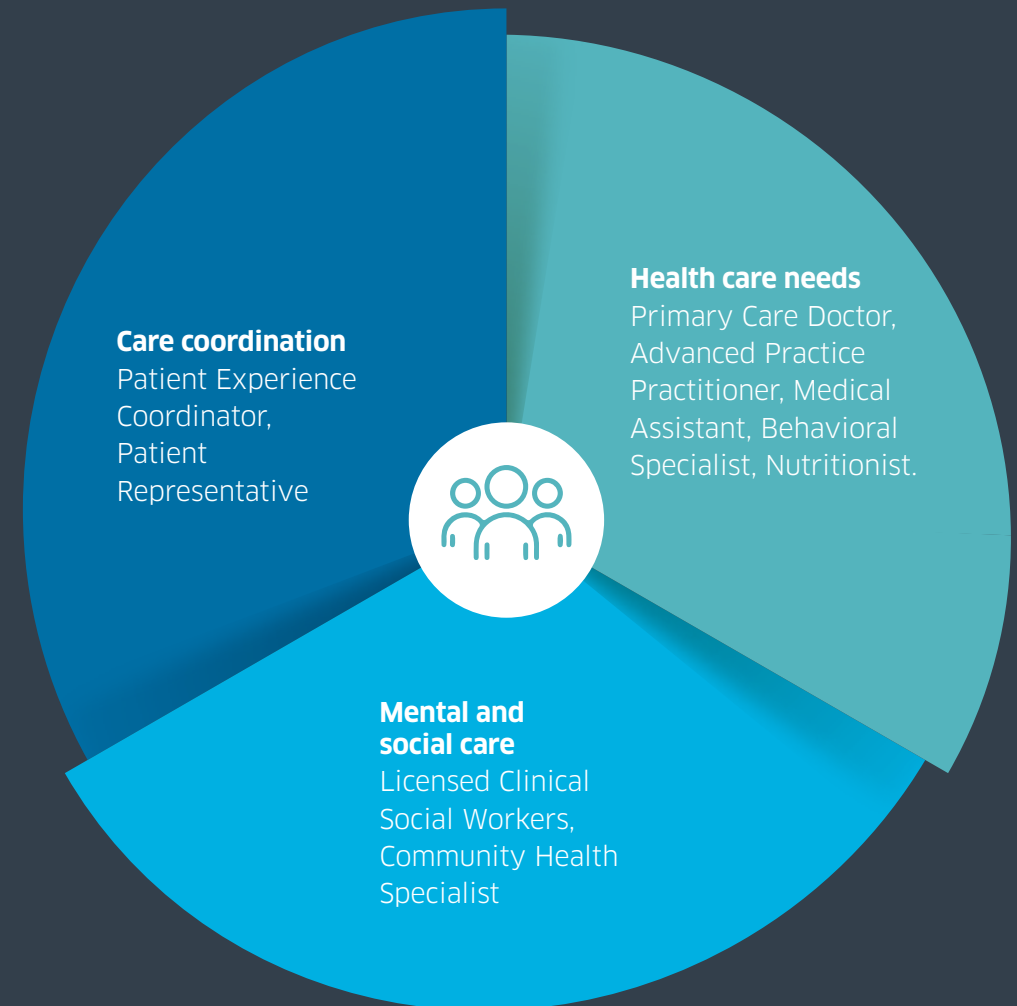 Care coordination
Patient Experience
Coordinator,
Patient
Representative
Health care needs
Primary Care Doctor,
Advanced Practice
Practitioner, Medical
Assistant, Behavioral
Specialist, Nutritionist.
Mental and
social care
Licensed Clinical
Social Workers,
Community Health
Specialist